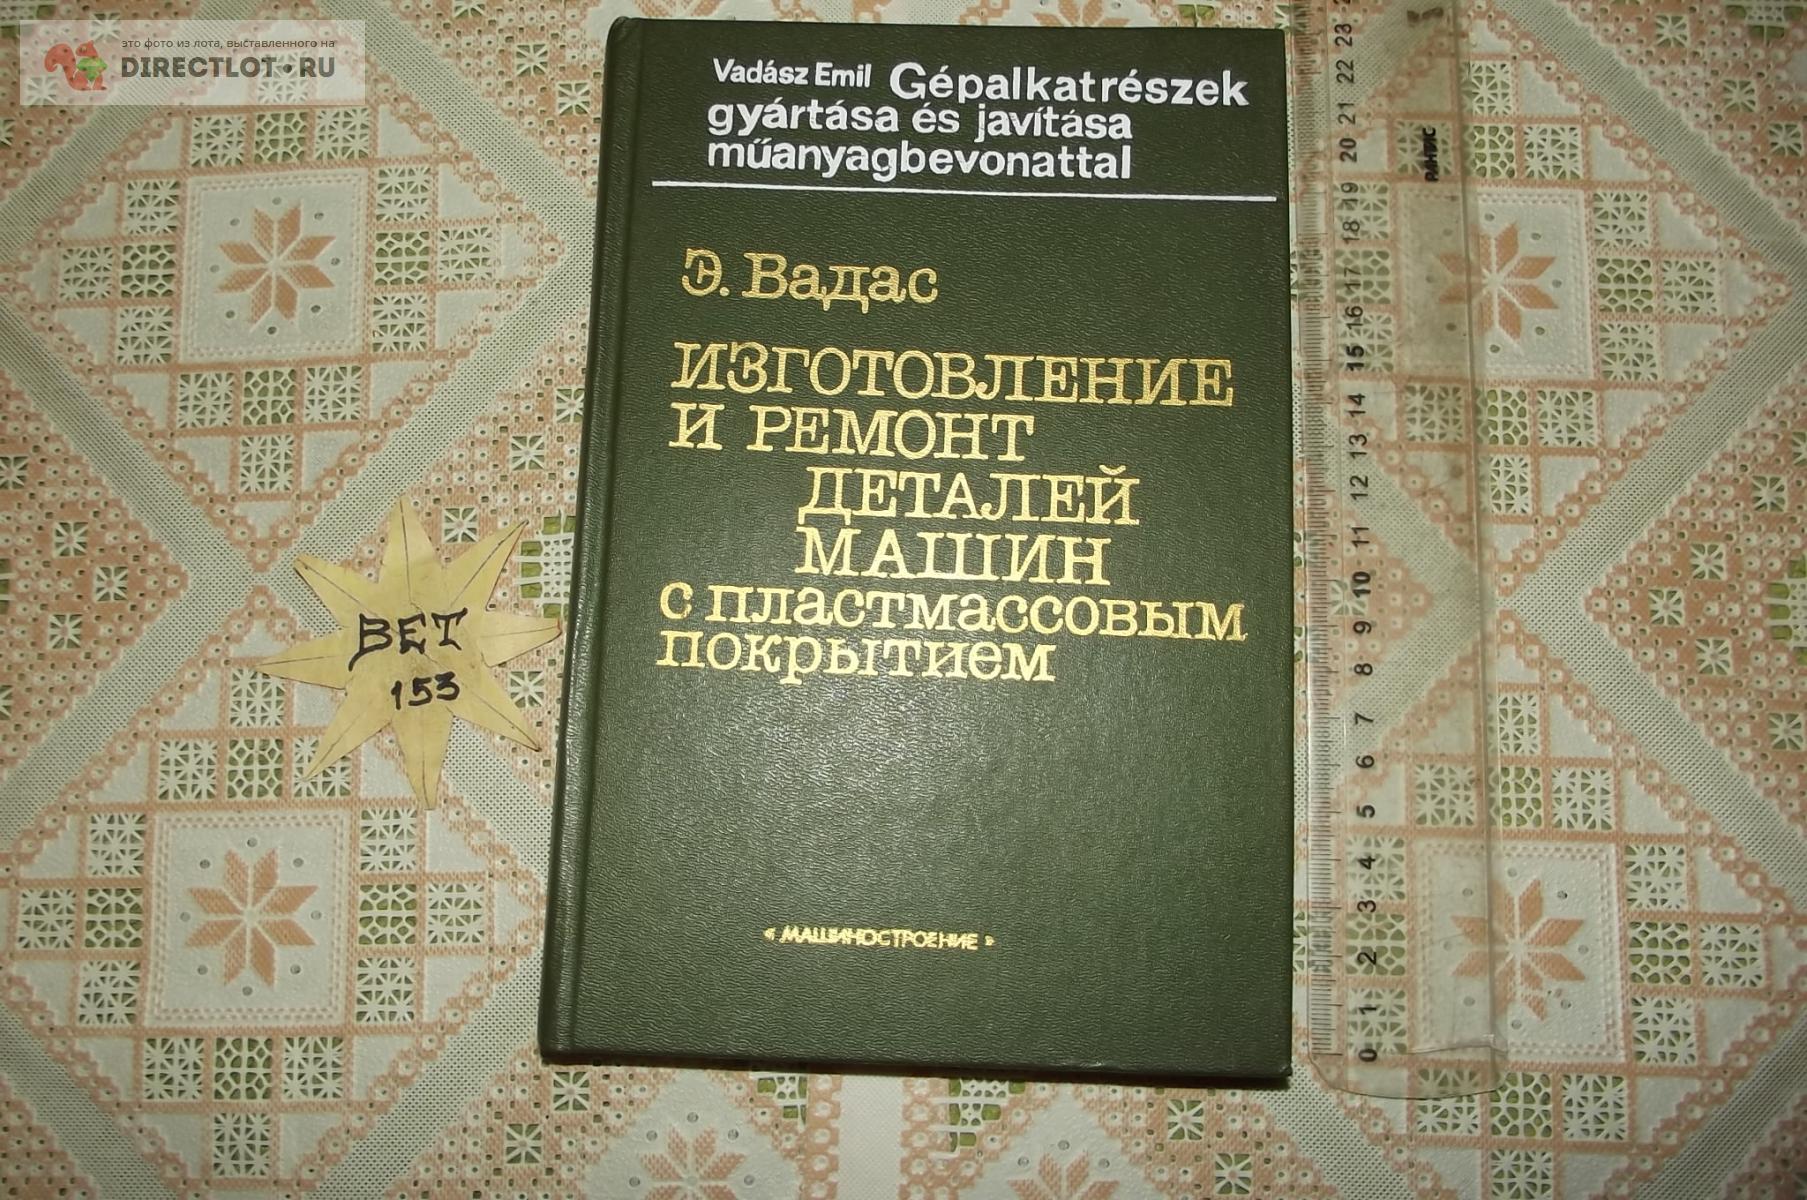 это фото из лота, выставленного на
DIRECTLOT.RU
Vadász Emil Gépalkatrészek
gyártása és javítása
műanyagbevonattal
Э. Вадас
ИЗГОТОВЛЕНИЕ
И РЕМОНТ
ДЕТАЛЕЙ
МАШИН
с пластмассовым
покрытием
«МАШИНОСТРОЕНИЕ»
ВЕТ
153
РАНИС
23
22
21
20
19
18
17
16
15
14
13
12
11
10
9
8
7
6
5
4
3
2
1
0